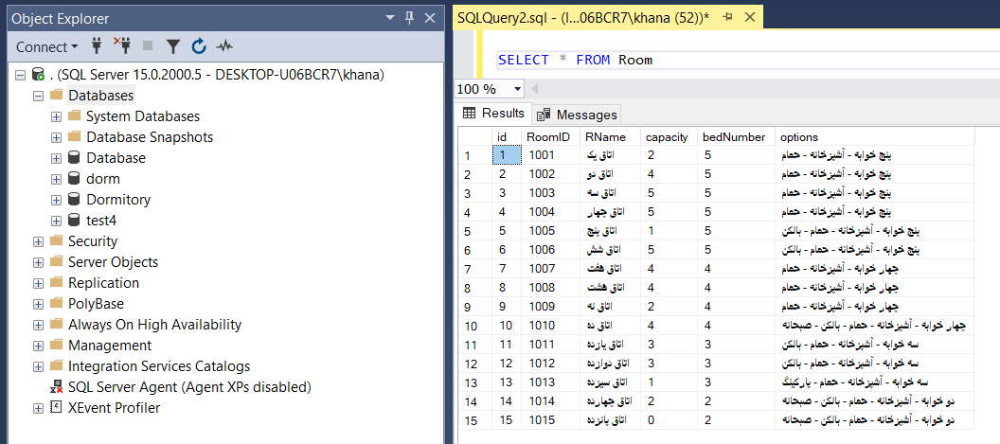 Object Explorer
Connect
. (SQL Server 15.0.2000.5 - DESKTOP-U06BCR7\khana)
Databases
System Databases
Database Snapshots
Database
dorm
Dormitory
test4
Security
Server Objects
Replication
PolyBase
Always On High Availability
Management
Integration Services Catalogs
SQL Server Agent (Agent XPs disabled)
XEvent Profiler
SQLQuery2.sql - (l...06BCR7\khana (52))*
SELECT * FROM Room
100 %
Results Messages
id RoomID RName capacity bedNumber options
1 1 1001 اتاق یک 2 5 پنج خوابه - آشپزخانه - حمام
2 2 1002 اتاق دو 4 5 پنج خوابه - آشپزخانه - حمام
3 3 1003 اتاق سه 5 5 پنج خوابه - آشپزخانه - حمام
4 4 1004 اتاق چهار 5 5 پنج خوابه - آشپزخانه - حمام
5 5 1005 اتاق پنج 1 5 پنج خوابه - آشپزخانه - حمام - بالکن
6 6 1006 اتاق شش 5 5 پنج خوابه - آشپزخانه - حمام - بالکن
7 7 1007 اتاق هفت 4 4 چهار خوابه - آشپزخانه - حمام
8 8 1008 اتاق هشت 4 4 چهار خوابه - آشپزخانه - حمام
9 9 1009 اتاق نه 2 4 چهار خوابه - آشپزخانه - حمام
10 10 1010 اتاق ده 4 4 چهار خوابه - آشپزخانه - حمام - بالکن - صبحانه
11 11 1011 اتاق یازده 3 3 سه خوابه - آشپزخانه - حمام - بالکن
12 12 1012 اتاق دوازده 3 3 سه خوابه - آشپزخانه - حمام - بالکن
13 13 1013 اتاق سیزده 1 3 سه خوابه - آشپزخانه - حمام - پارکینگ
14 14 1014 اتاق چهارده 2 2 دو خوابه - آشپزخانه - حمام - بالکن - صبحانه
15 15 1015 اتاق پانزده 0 2 دو خوابه - آشپزخانه - حمام - بالکن - صبحانه